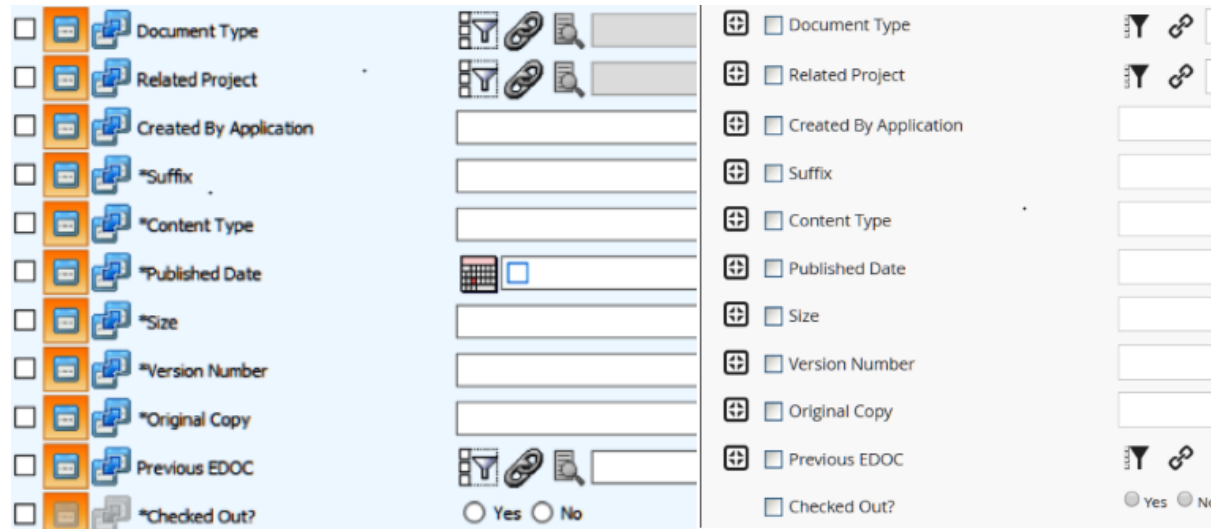 Document Type
Related Project
Created By Application
*Suffix
*Content Type
*Published Date
*Size
*Version Number
*Original Copy
Previous EDOC
*Checked Out? Yes No
Document Type
Related Project
Created By Application
Suffix
Content Type
Published Date
Size
Version Number
Original Copy
Previous EDOC
Checked Out? Yes No